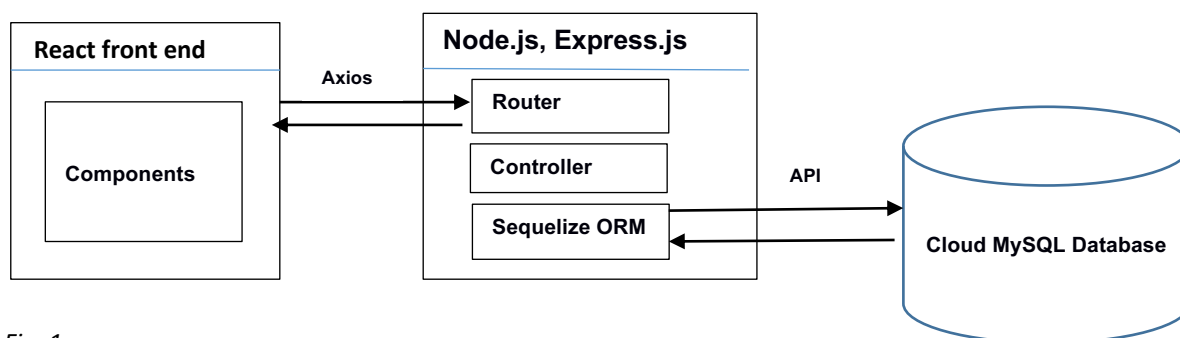 React front end
Components
Axios
Node.js, Express.js
Router
Controller
Sequelize ORM
API
Cloud MySQL Database